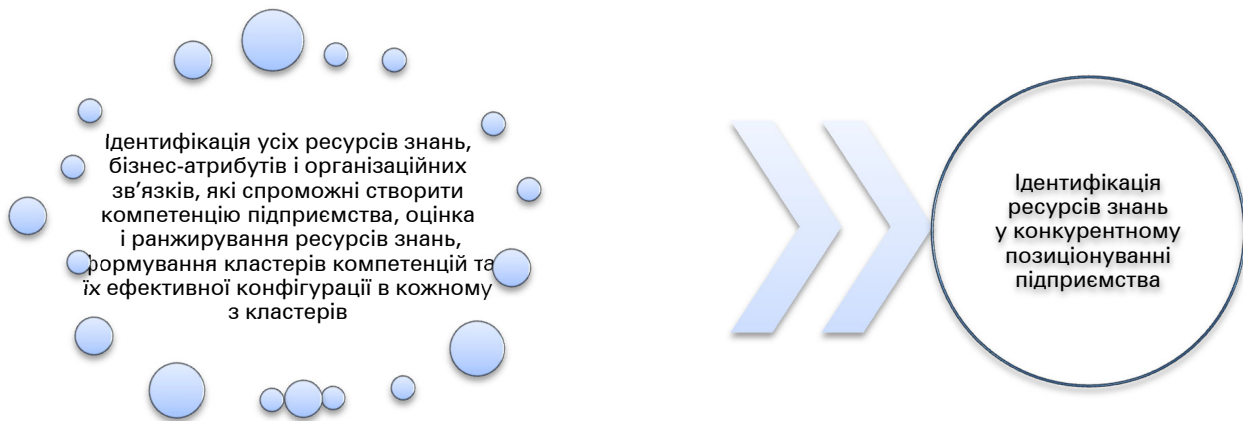 Ідентифікація усіх ресурсів знань,
бізнес-атрибутів і організаційних
зв’язків, які спроможні створити
компетенцію підприємства, оцінка
і ранжирування ресурсів знань,
формування кластерів компетенцій та
їх ефективної конфігурації в кожному
з кластерів
Ідентифікація
ресурсів знань
у конкурентному
позиціонуванні
підприємства